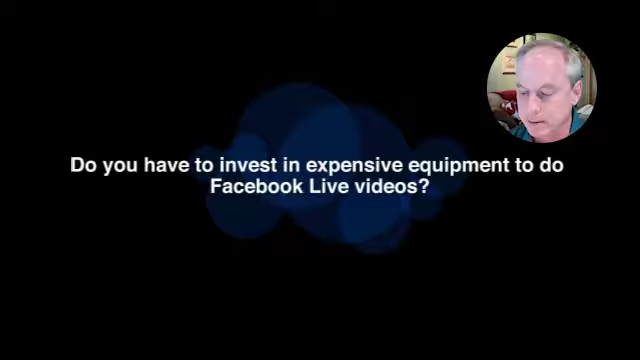 Do you have to invest in expensive equipment to do
Facebook Live videos?